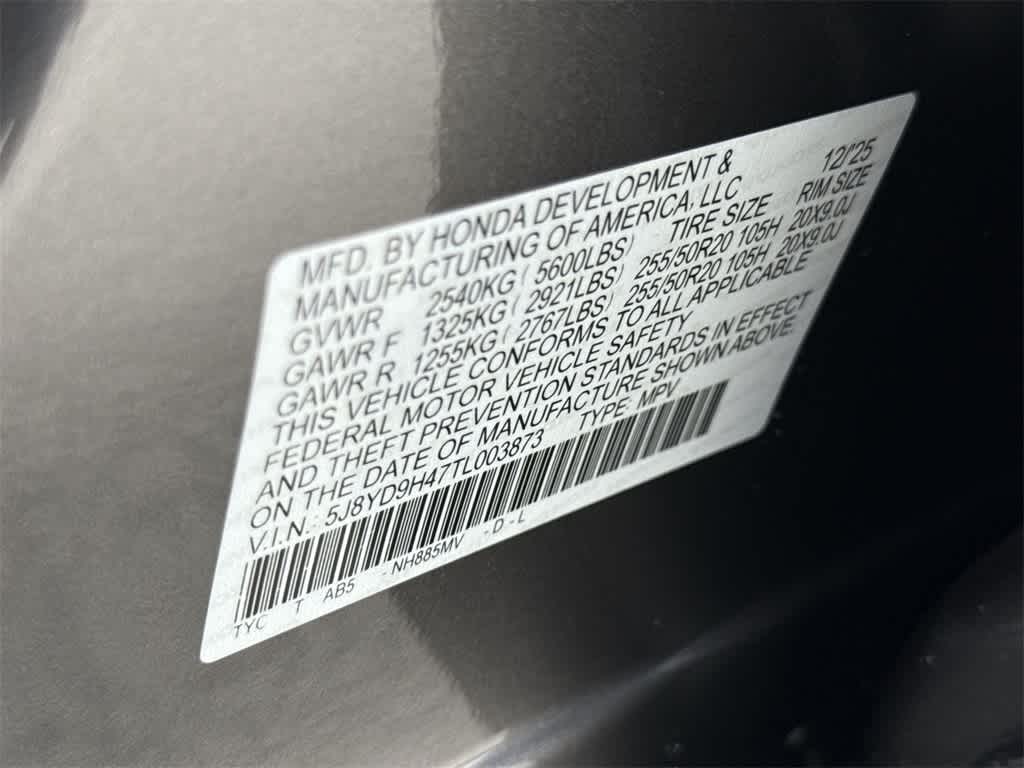 MFD. BY HONDA DEVELOPMENT & 12/'25
MANUFACTURING OF AMERICA, LLC
GVWR 2540KG ( 5600LBS) TIRE SIZE RIM SIZE
GAWR F 1325KG ( 2921LBS) 255/50R20 105H 20X9.0J
GAWR R 1255KG ( 2767LBS) 255/50R20 105H 20X9.0J
THIS VEHICLE CONFORMS TO ALL APPLICABLE
FEDERAL MOTOR VEHICLE SAFETY
AND THEFT PREVENTION STANDARDS IN EFFECT
ON THE DATE OF MANUFACTURE SHOWN ABOVE.
V.I.N.: 5J8YD9H47TL003873 TYPE: MPV
TYC T AB5 - NH885MV - D - L